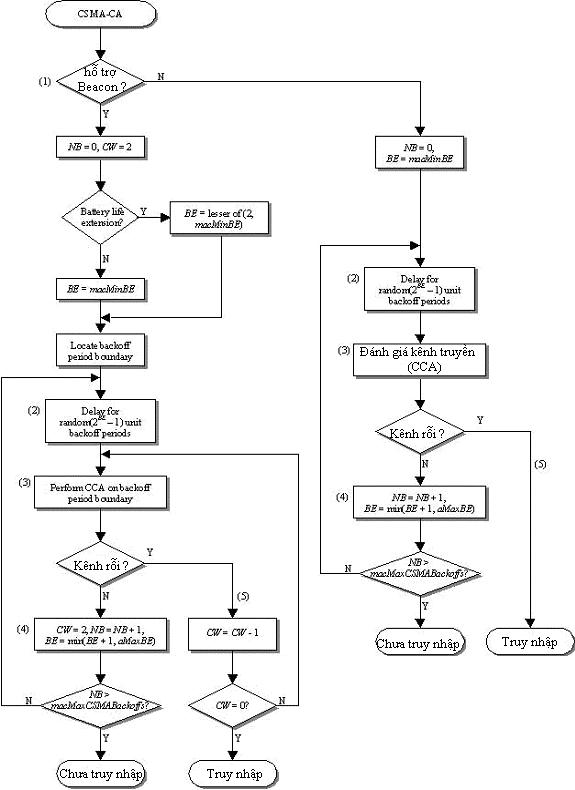 CSMA-CA
(1)
hỗ trợ
Beacon ?
N
Y
NB = 0, CW = 2
Battery life
extension?
Y
BE = lesser of (2,
macMinBE)
N
BE = macMinBE
Locate backoff
period boundary
(2)
Delay for
random(2^BE – 1) unit
backoff periods
(3)
Perform CCA on backoff
period boundary
Kênh rỗi ?
Y
N
(5)
(4)
CW = 2, NB = NB + 1,
BE = min(BE + 1, aMaxBE)
CW = CW - 1
NB >
macMaxCSMABackoffs?
N
Y
CW = 0?
N
Y
Chưa truy nhập
Truy nhập
NB = 0,
BE = macMinBE
(2)
Delay for
random(2^BE – 1) unit
backoff periods
(3)
Đánh giá kênh truyền
(CCA)
Kênh rỗi ?
Y
N
(5)
(4)
NB = NB + 1,
BE = min(BE + 1, aMaxBE)
NB >
macMaxCSMABackoffs?
N
Y
Chưa truy nhập
Truy nhập